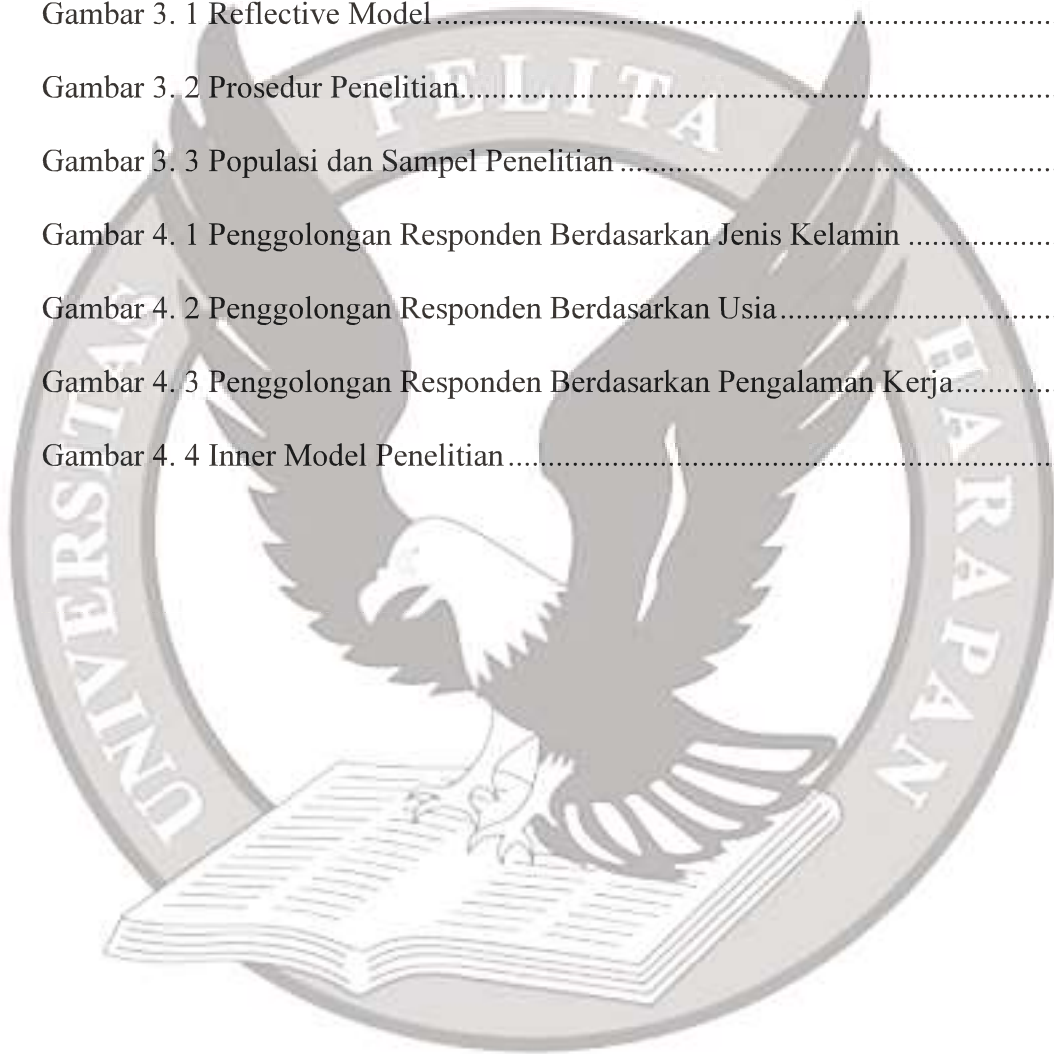 Gambar 3. 1 Reflective Model....................................................................
Gambar 3. 2 Prosedur Penelitian................................................................
Gambar 3. 3 Populasi dan Sampel Penelitian ..............................................
Gambar 4. 1 Penggolongan Responden Berdasarkan Jenis Kelamin ..................
Gambar 4. 2 Penggolongan Responden Berdasarkan Usia..................................
Gambar 4. 3 Penggolongan Responden Berdasarkan Pengalaman Kerja............
Gambar 4. 4 Inner Model Penelitian............................................................
UNIVERSITAS
PELITA
HARAPAN